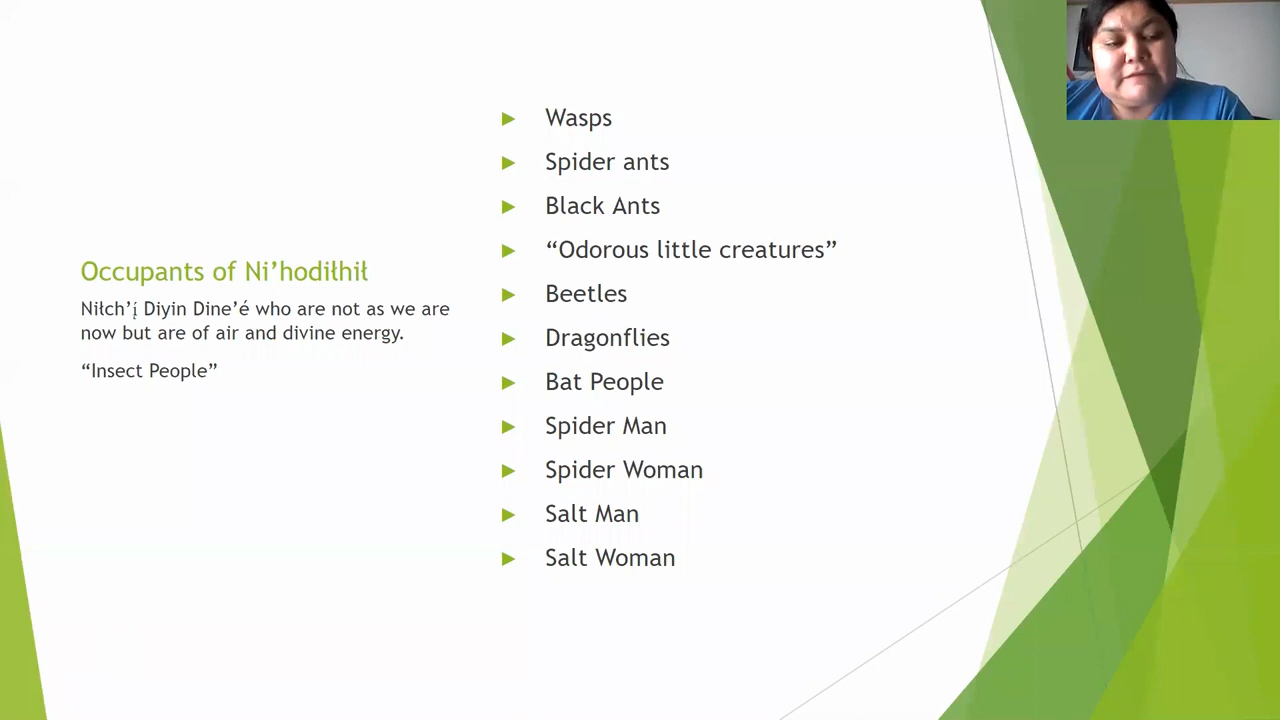 Occupants of Ni’hodiłhił
Niłch’į́ Diyin Dine’é who are not as we are
now but are of air and divine energy.
“Insect People”
Wasps
Spider ants
Black Ants
“Odorous little creatures”
Beetles
Dragonflies
Bat People
Spider Man
Spider Woman
Salt Man
Salt Woman